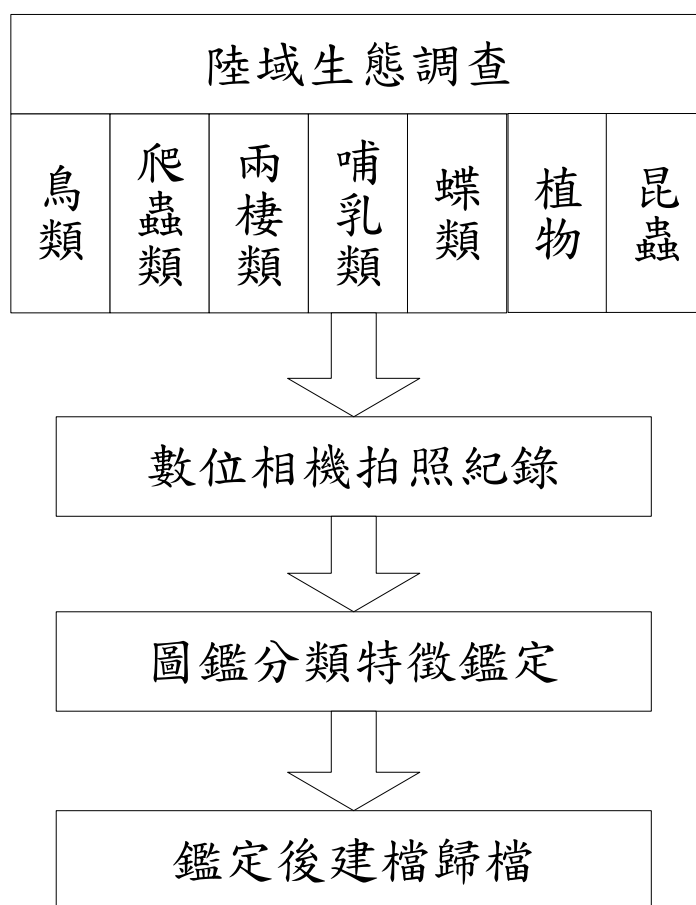 陸域生態調查
鳥類
爬蟲類
兩棲類
哺乳類
蝶類
植物
昆蟲
數位相機拍照紀錄
圖鑑分類特徵鑑定
鑑定後建檔歸檔